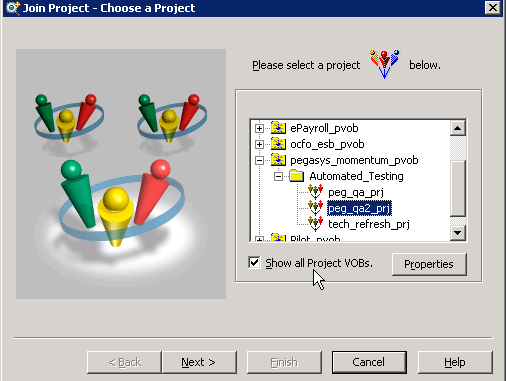 Join Project - Choose a Project
Please select a project below.
ePayroll_pvob
ocfo_esb_pvob
pegasys_momentum_pvob
Automated_Testing
peg_qa_prj
peg_qa2_prj
tech_refresh_prj
Pilot_pvob
Show all Project VOBs.
Properties
< Back
Next >
Finish
Cancel
Help